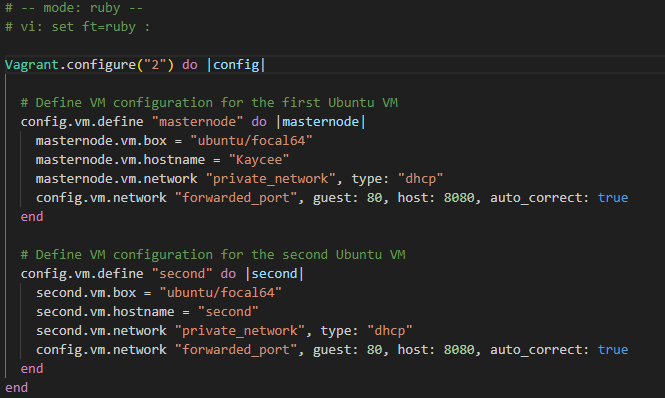 # -- mode: ruby --
# vi: set ft=ruby :

Vagrant.configure("2") do |config|

  # Define VM configuration for the first Ubuntu VM
  config.vm.define "masternode" do |masternode|
    masternode.vm.box = "ubuntu/focal64"
    masternode.vm.hostname = "Kaycee"
    masternode.vm.network "private_network", type: "dhcp"
    config.vm.network "forwarded_port", guest: 80, host: 8080, auto_correct: true
  end

  # Define VM configuration for the second Ubuntu VM
  config.vm.define "second" do |second|
    second.vm.box = "ubuntu/focal64"
    second.vm.hostname = "second"
    second.vm.network "private_network", type: "dhcp"
    config.vm.network "forwarded_port", guest: 80, host: 8080, auto_correct: true
  end
end